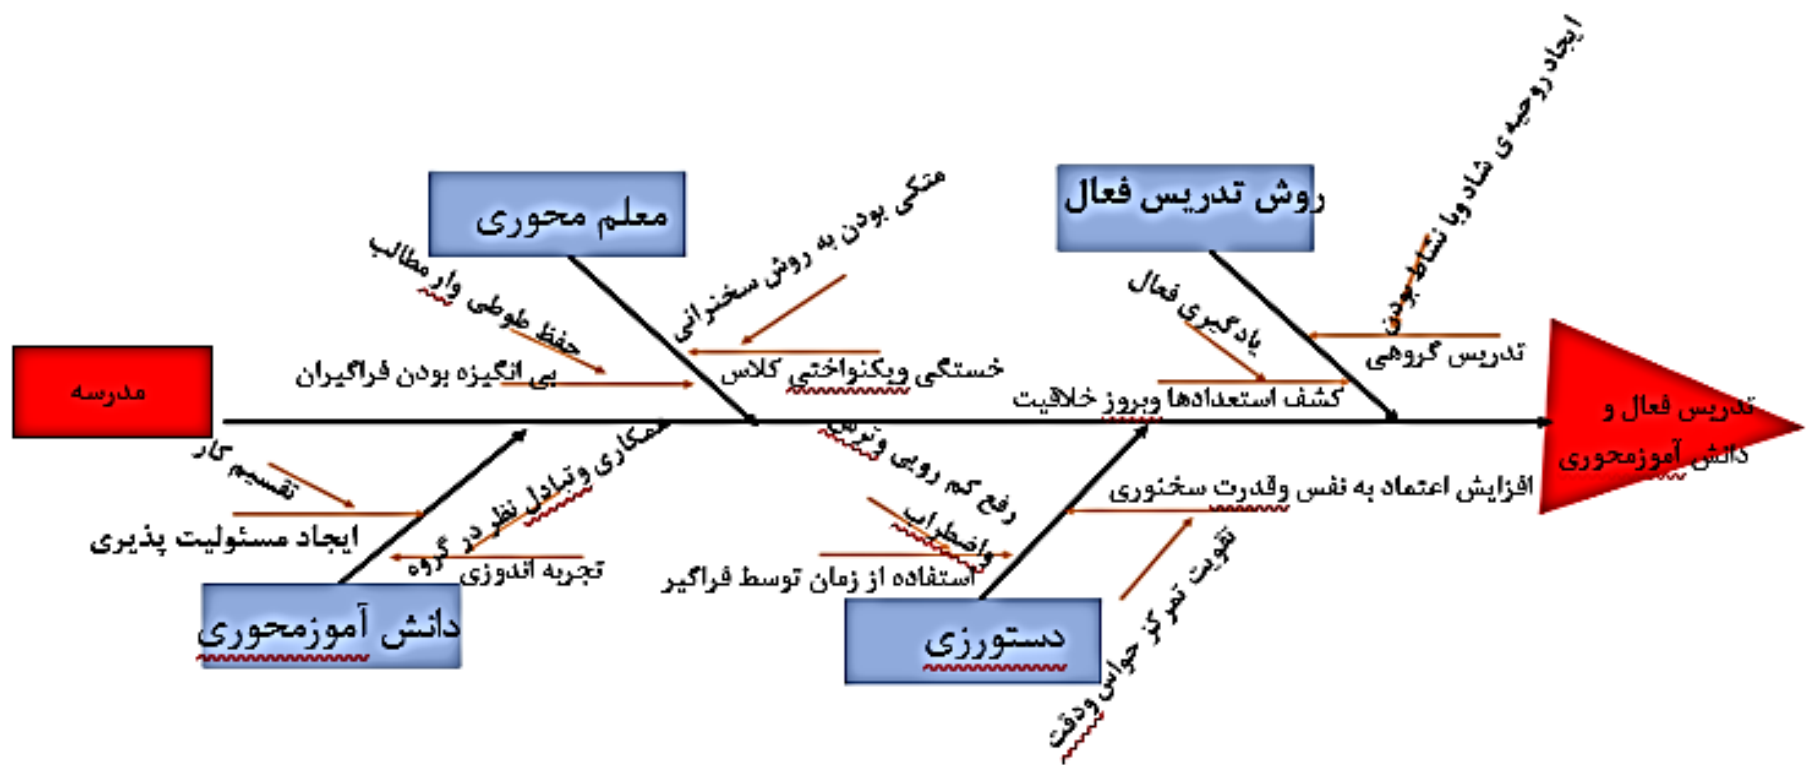 ایجاد روحیه ی شاد وبا نشاط بودن
روش تدریس فعال
معلم محوری
متکی بودن به روش سخنرانی
حفظ طوطی وار مطالب
یادگیری فعال
تدریس گروهی
خستگی ویکنواختی کلاس
بی انگیزه بودن فراگیران
کشف استعدادها وبروز خلاقیت
مدرسه
تدریس فعال و
دانش آموزمحوری
تقسیم کار
همکاری وتبادل نظر در گروه
رفع کم رویی وترس
واضطراب
افزایش اعتماد به نفس وقدرت سخنوری
ایجاد مسئولیت پذیری
تجربه اندوزی
استفاده از زمان توسط فراگیر
تقویت تمرکز حواس ودقت
دانش آموزمحوری
دستورزی